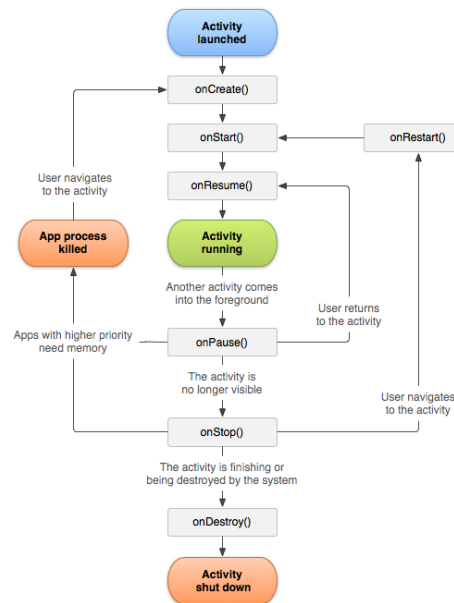 Activity
launched
onCreate()
onStart()
onRestart()
User navigates
to the activity
onResume()
App process
killed
Activity
running
Another activity comes
into the foreground
User returns
to the activity
Apps with higher priority
need memory
onPause()
The activity is
no longer visible
User navigates
to the activity
onStop()
The activity is finishing or
being destroyed by the system
onDestroy()
Activity
shut down